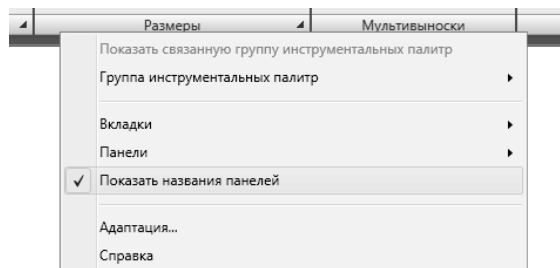 Размеры Мультивыноски
Показать связанную группу инструментальных палитр
Группа инструментальных палитр
Вкладки
Панели
Показать названия панелей
Адаптация...
Справка